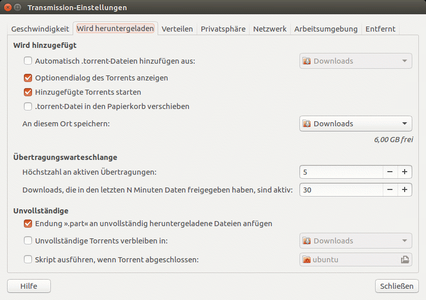 Transmission-Einstellungen
Geschwindigkeit Wird heruntergeladen Verteilen Privatsphäre Netzwerk Arbeitsumgebung Entfernt
Wird hinzugefügt
Automatisch .torrent-Dateien hinzufügen aus: Downloads
Optionendialog des Torrents anzeigen
Hinzugefügte Torrents starten
.torrent-Datei in den Papierkorb verschieben
An diesem Ort speichern: Downloads
6,00 GB frei
Übertragungswarteschlange
Höchstzahl an aktiven Übertragungen: 5 − +
Downloads, die in den letzten N Minuten Daten freigegeben haben, sind aktiv: 30 − +
Unvollständige
Endung ».part« an unvollständig heruntergeladene Dateien anfügen
Unvollständige Torrents verbleiben in: Downloads
Skript ausführen, wenn Torrent abgeschlossen: ubuntu
Hilfe Schließen